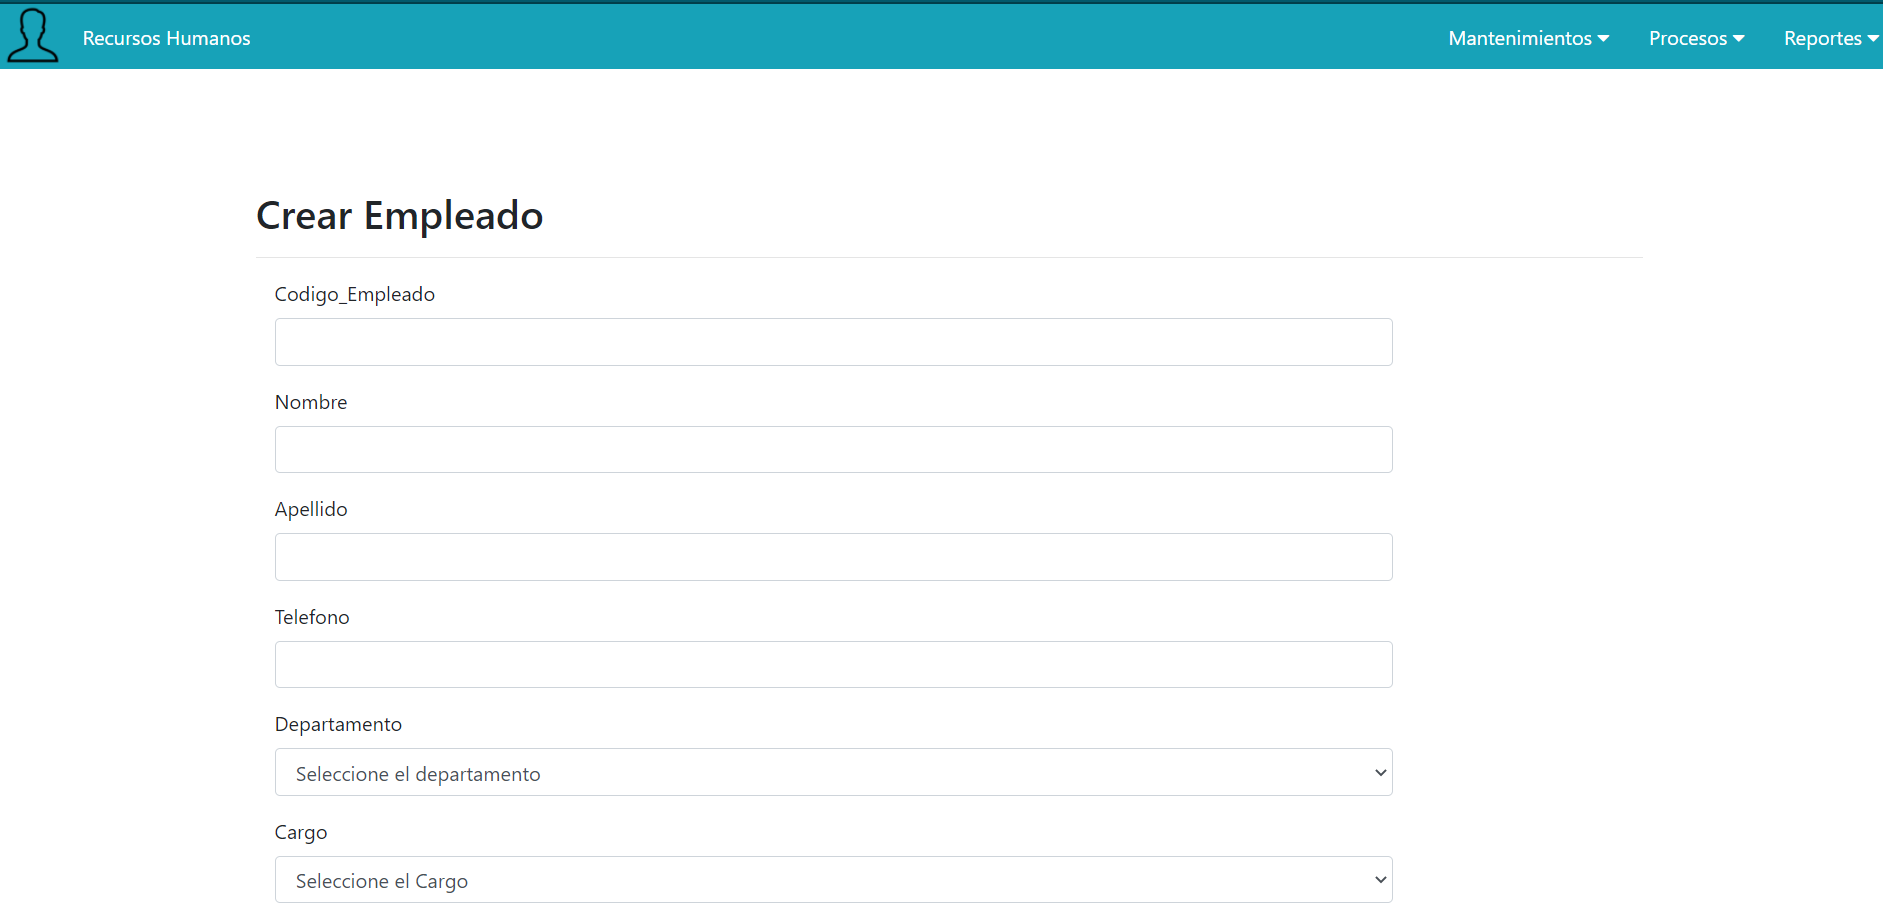 Recursos Humanos
Mantenimientos Procesos Reportes
Crear Empleado
Codigo_Empleado
Nombre
Apellido
Telefono
Departamento
Seleccione el departamento
Cargo
Seleccione el Cargo